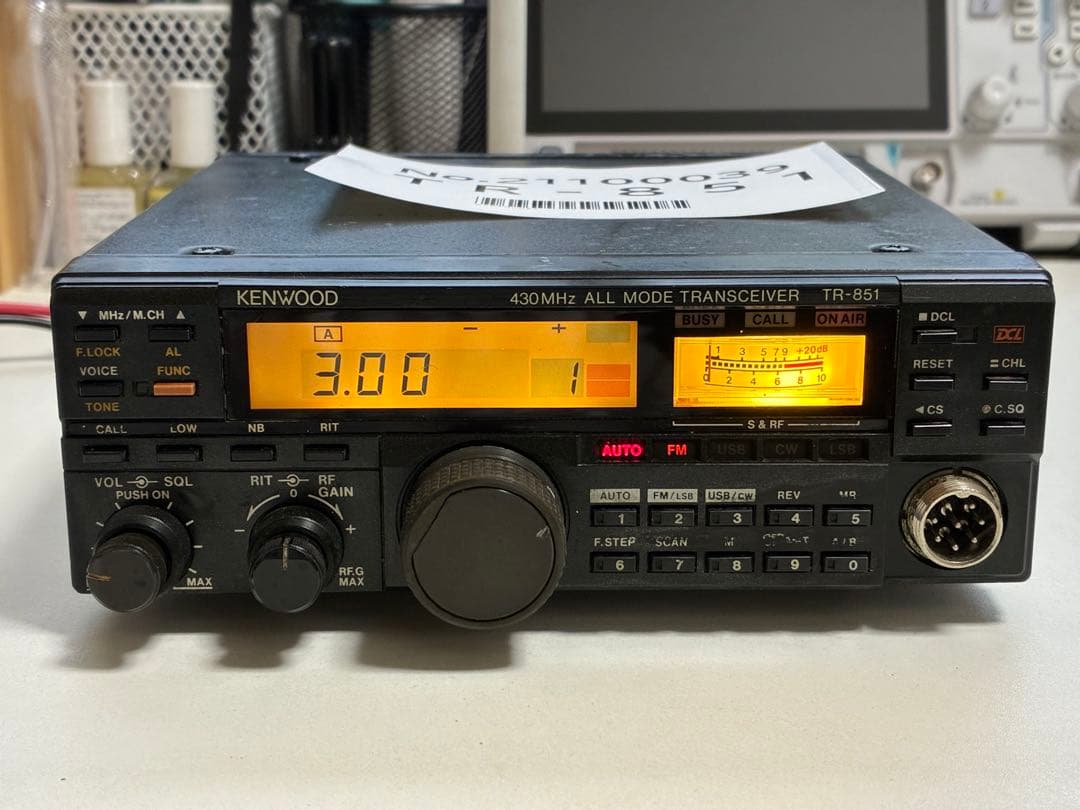 No.211000397
TR-85
KENWOOD
430MHz ALL MODE TRANSCEIVER TR-851
▼ MHz/M.CH ▲
F.LOCK AL
VOICE FUNC
TONE
A − +
3.00 1
BUSY CALL ON AIR
1 3 5 7 9 +20dB
0 2 4 6 8 10
S & RF
■ DCL DCL
RESET CHL
◀CS C.SQ
CALL LOW NB RIT
AUTO FM USB CW LSB
VOL SQL
PUSH ON
MAX
RIT RF
0 GAIN
− +
RF.G
MAX
AUTO FM/LSB USB/CW REV MR
1 2 3 4 5
F.STEP SCAN M A/B
6 7 8 9 0